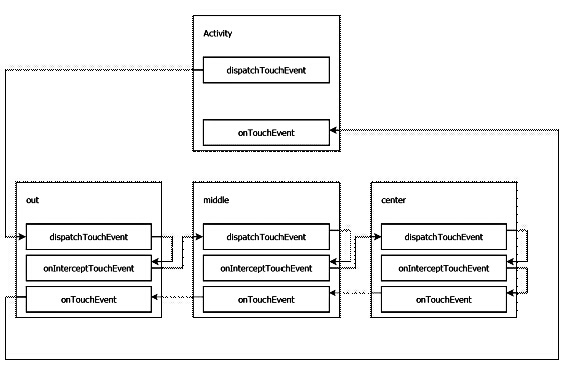 Activity
dispatchTouchEvent
onTouchEvent
out
dispatchTouchEvent
onInterceptTouchEvent
onTouchEvent
middle
dispatchTouchEvent
onInterceptTouchEvent
onTouchEvent
center
dispatchTouchEvent
onInterceptTouchEvent
onTouchEvent